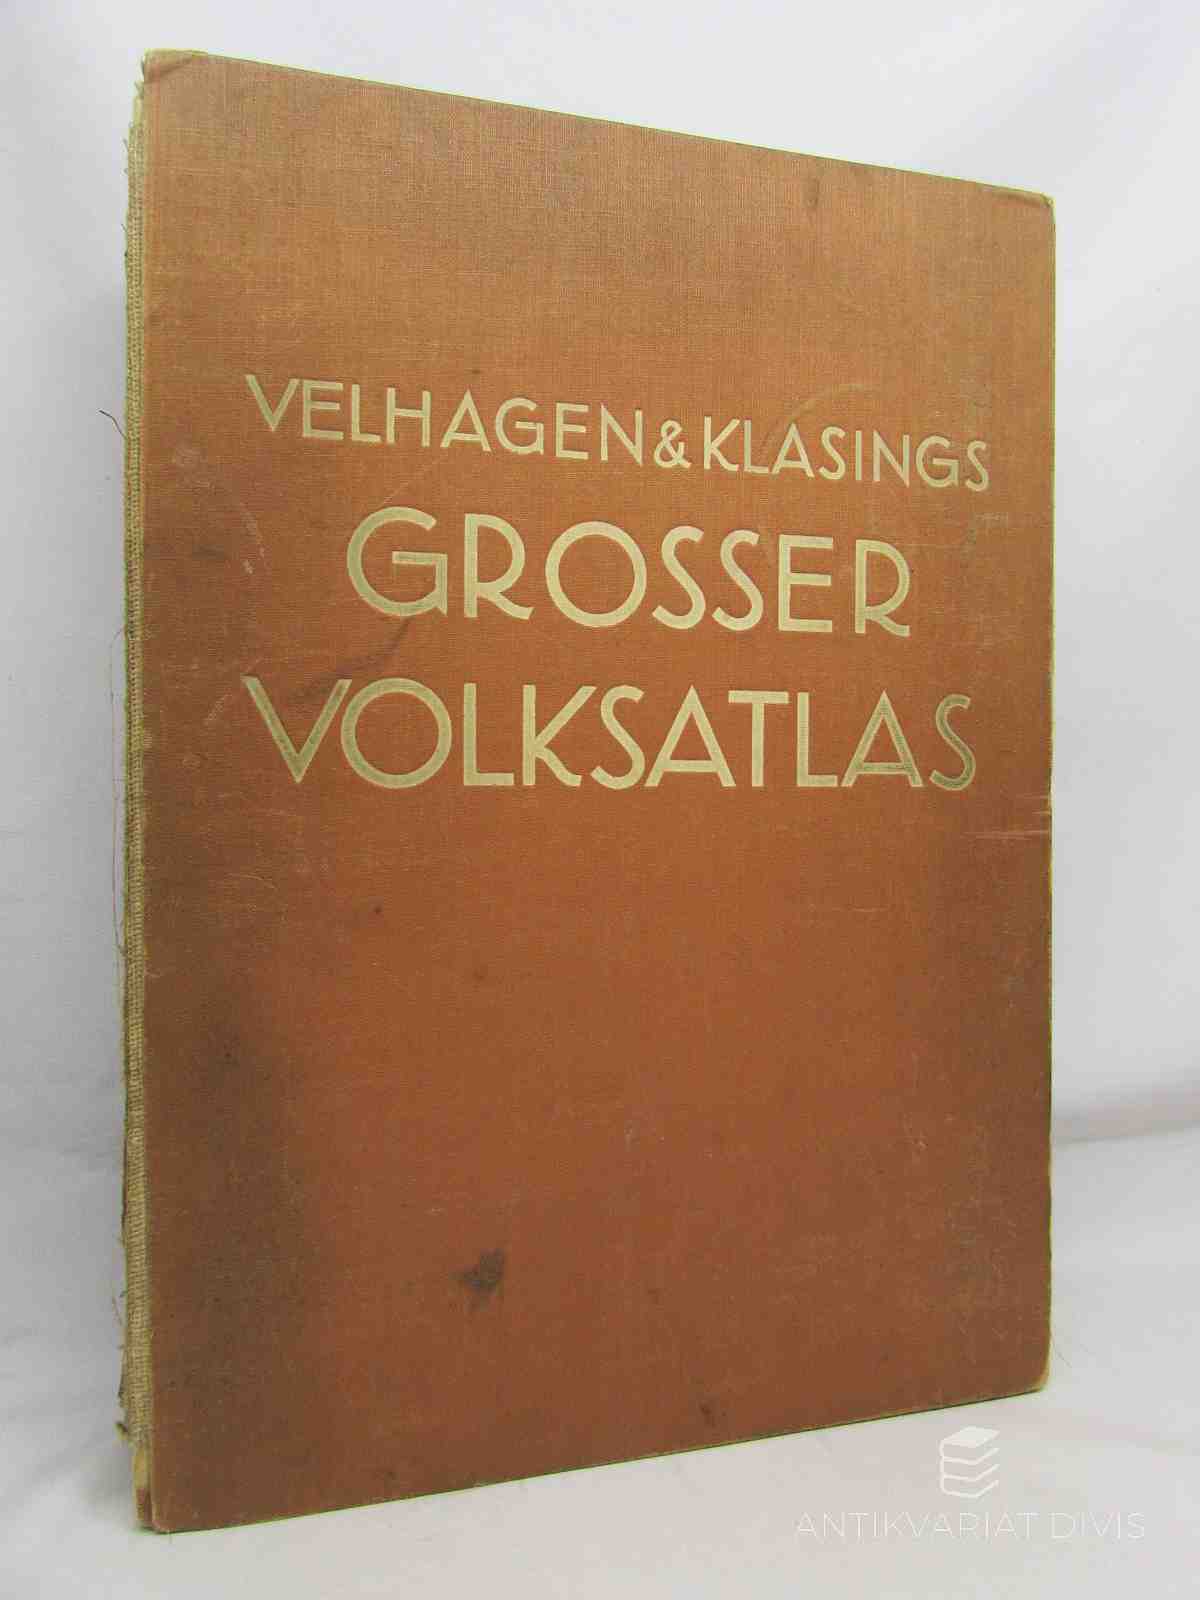 VELHAGEN & KLASINGS
GROSSER
VOLKSATLAS
ANTIKVARIAT DIVIS